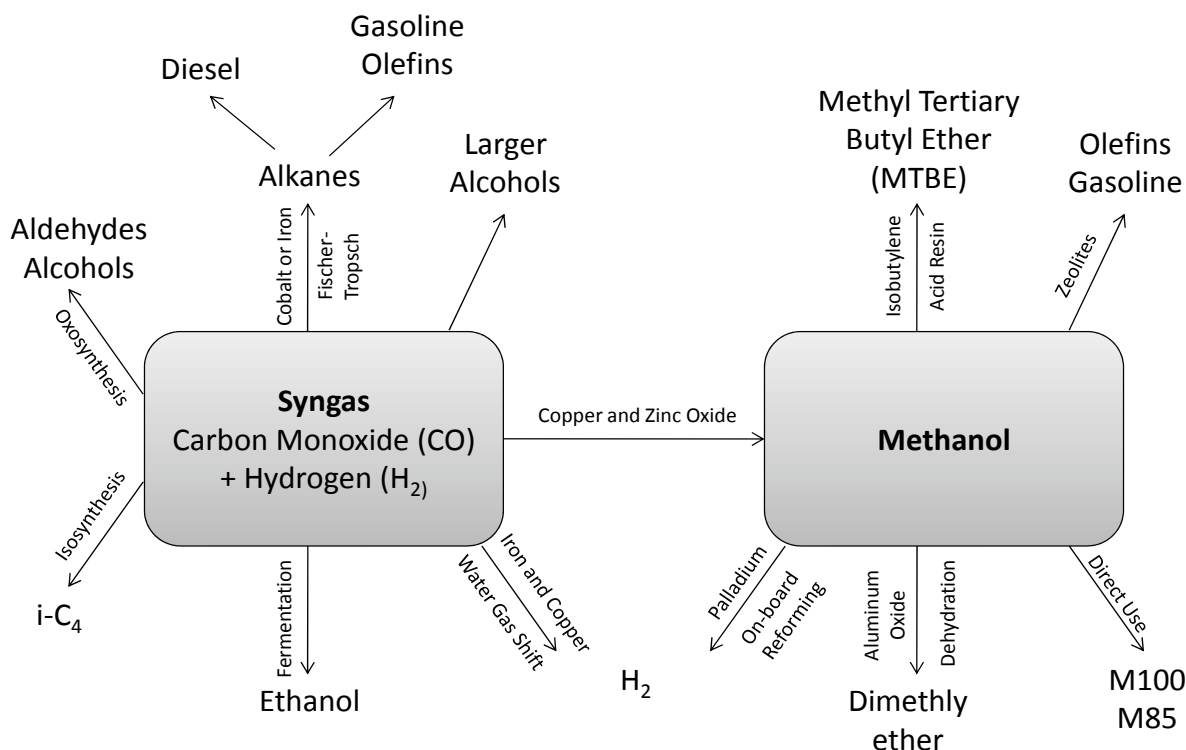 Gasoline
Olefins
Diesel
Alkanes
Larger
Alcohols
Aldehydes
Alcohols
Cobalt or Iron
Fischer-
Tropsch
Oxosynthesis
Syngas
Carbon Monoxide (CO)
+ Hydrogen (H₂)
Isosynthesis
i-C₄
Fermentation
Ethanol
Iron and Copper
Water Gas Shift
H₂
Copper and Zinc Oxide
Methyl Tertiary
Butyl Ether
(MTBE)
Olefins
Gasoline
Isobutylene
Acid Resin
Zeolites
Methanol
Palladium
On-board
Reforming
Aluminum
Oxide
Dehydration
Dimethly
ether
Direct Use
M100
M85